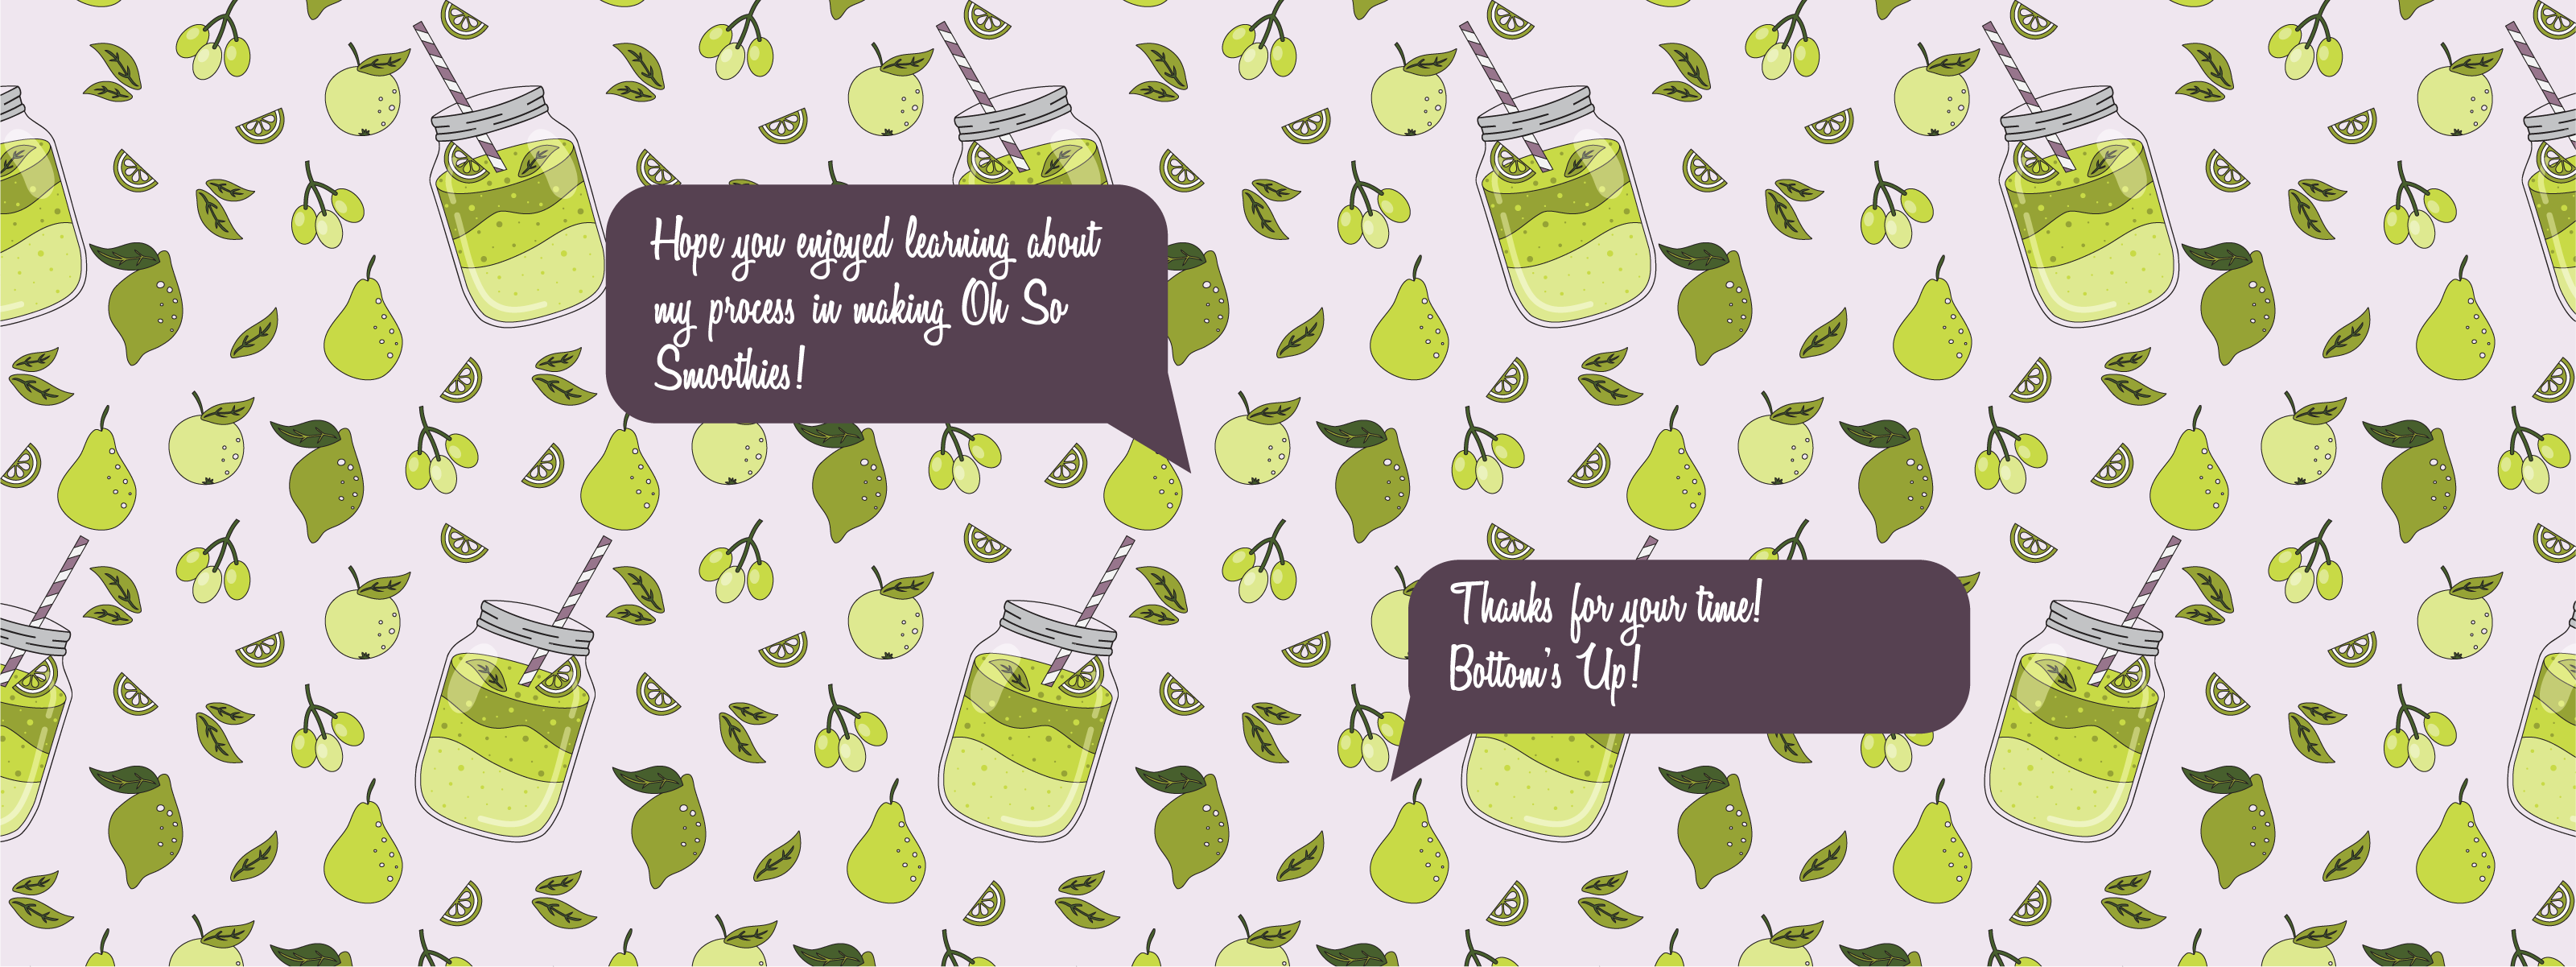 Hope you enjoyed learning about
my process in making Oh So
Smoothies!
Thanks for your time!
Bottom's Up!